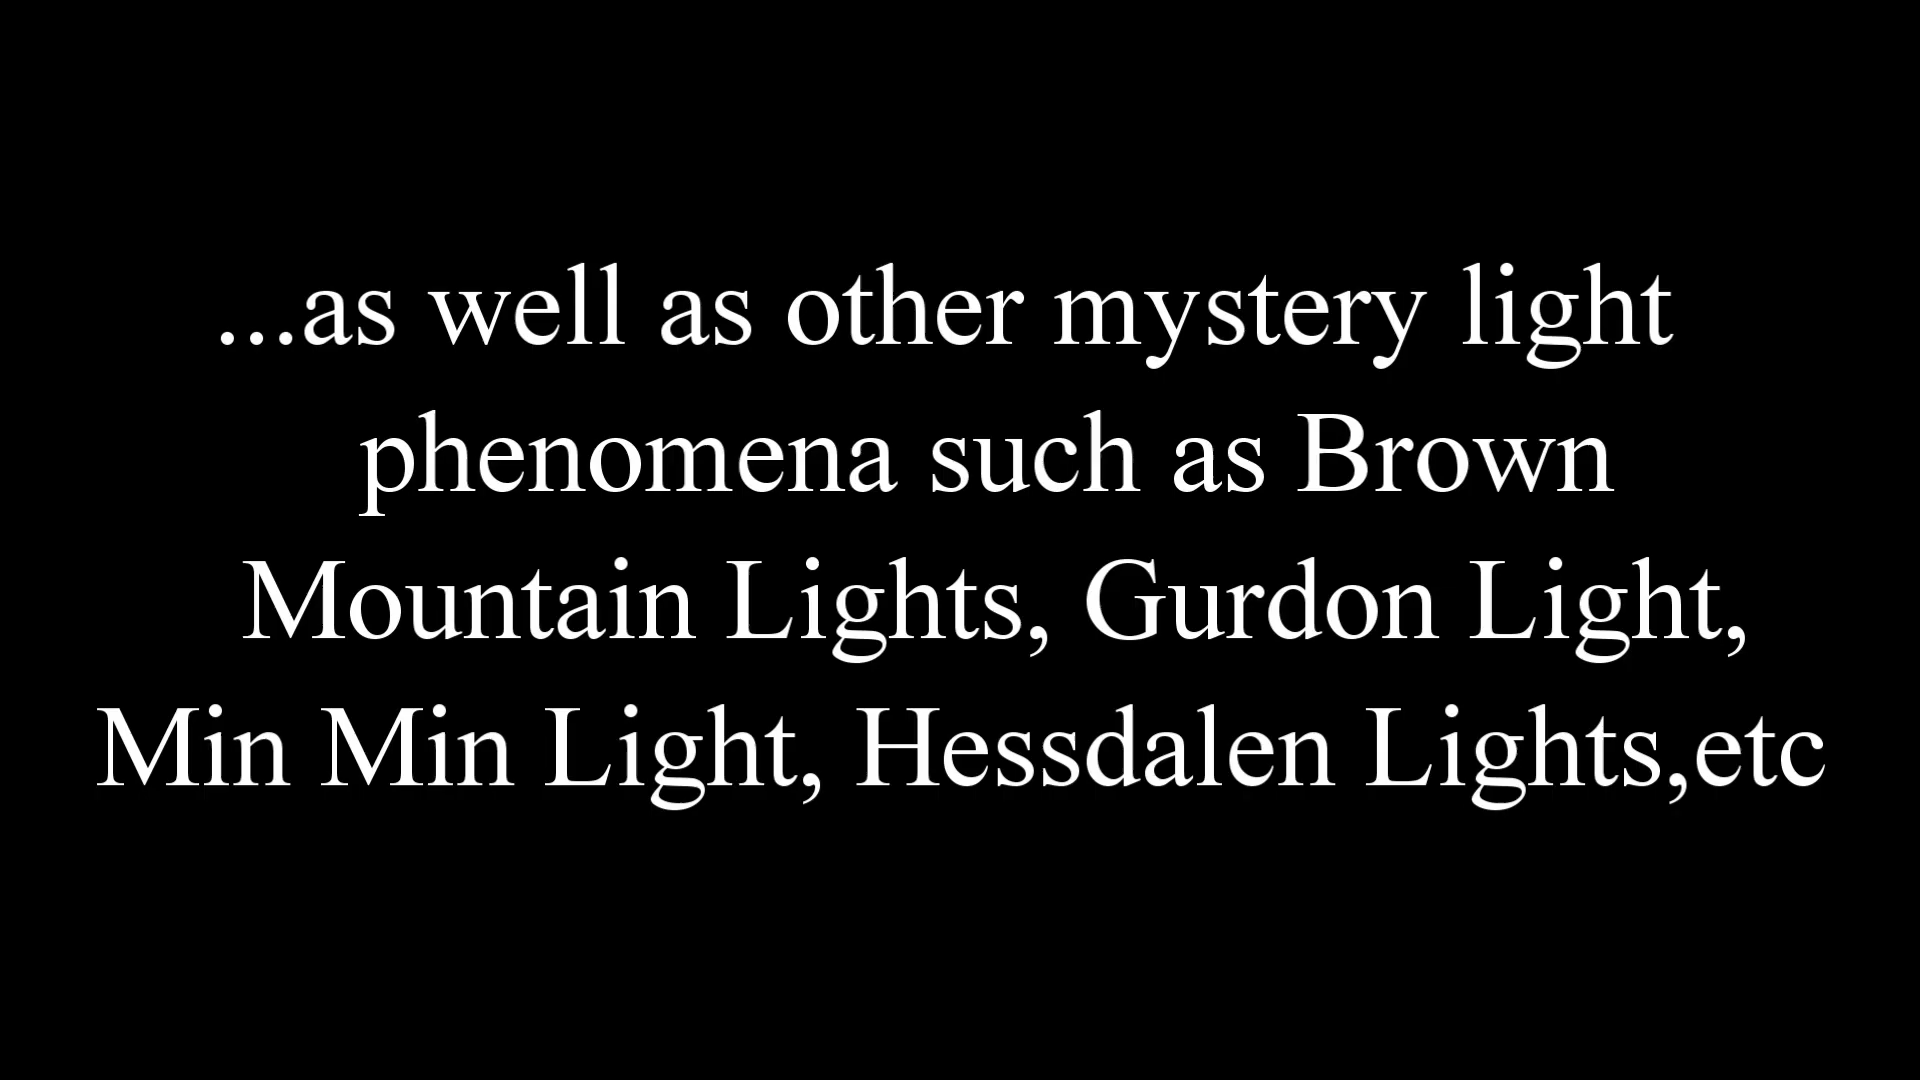 ...as well as other mystery light
phenomena such as Brown
Mountain Lights, Gurdon Light,
Min Min Light, Hessdalen Lights,etc